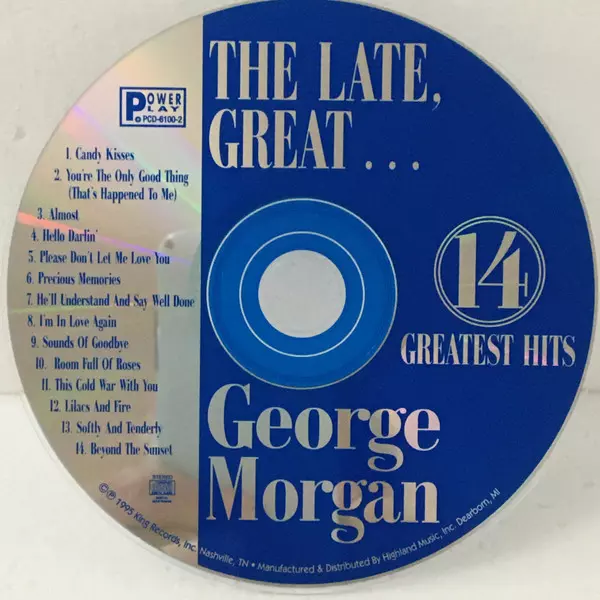 POWER
PLAY
PCD-6100-2
THE LATE,
GREAT...
1. Candy Kisses
2. You're The Only Good Thing
(That's Happened To Me)
3. Almost
4. Hello Darlin'
5. Please Don't Let Me Love You
6. Precious Memories
7. He'll Understand And Say Well Done
8. I'm In Love Again
9. Sounds Of Goodbye
10. Room Full Of Roses
11. This Cold War With You
12. Lilacs And Fire
13. Softly And Tenderly
14. Beyond The Sunset
14
GREATEST HITS
George
Morgan
STEREO
©℗ 1995 King Records, Inc. Nashville, TN • Manufactured & Distributed By Highland Music, Inc. Dearborn, MI